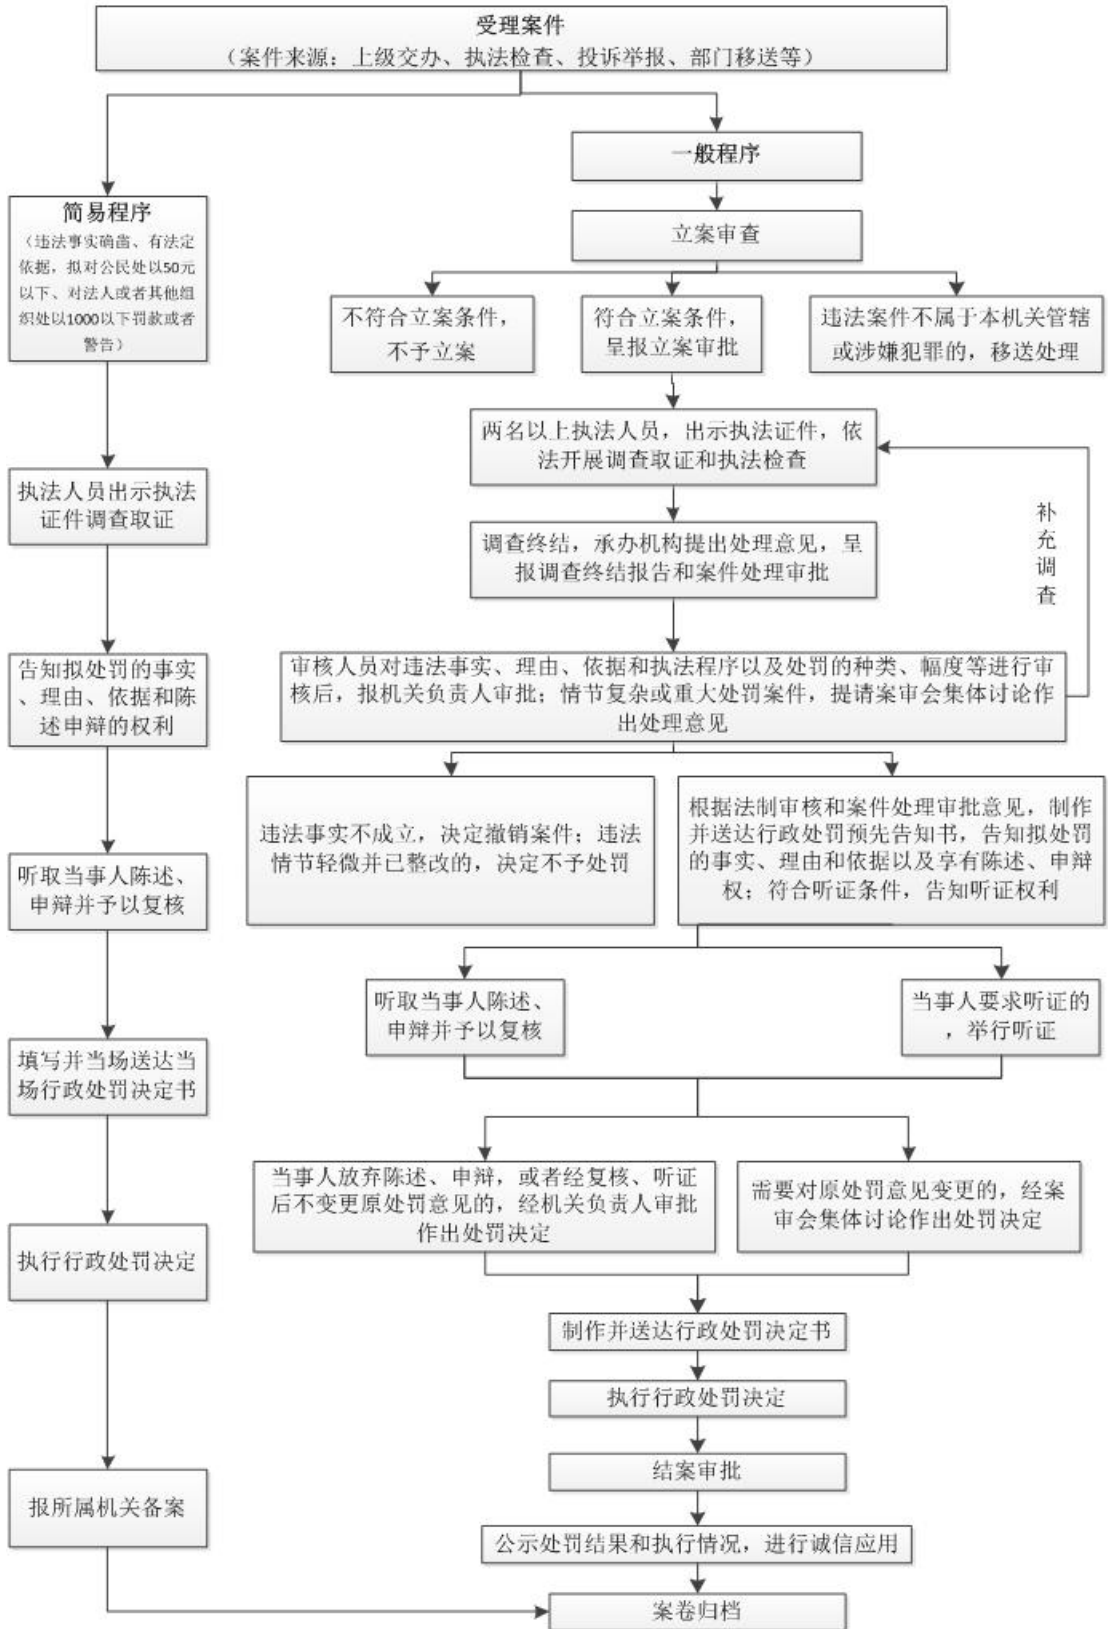 受理案件
（案件来源：上级交办、执法检查、投诉举报、部门移送等）
一般程序
简易程序
（违法事实确凿、有法定
依据，拟对公民处以50元
以下、对法人或者其他组
织处以1000以下罚款或者
警告）
立案审查
不符合立案条件，
不予立案
符合立案条件，
呈报立案审批
违法案件不属于本机关管辖
或涉嫌犯罪的，移送处理
两名以上执法人员，出示执法证件，依
法开展调查取证和执法检查
执法人员出示执法
证件调查取证
补
充
调
查
调查终结，承办机构提出处理意见，呈
报调查终结报告和案件处理审批
告知拟处罚的事实
、理由、依据和陈
述申辩的权利
审核人员对违法事实、理由、依据和执法程序以及处罚的种类、幅度等进行审
核后，报机关负责人审批；情节复杂或重大处罚案件，提请案审会集体讨论作
出处理意见
违法事实不成立，决定撤销案件；违法
情节轻微并已整改的，决定不予处罚
根据法制审核和案件处理审批意见，制作
并送达行政处罚预先告知书，告知拟处罚
的事实、理由和依据以及享有陈述、申辩
权；符合听证条件，告知听证权利
听取当事人陈述、
申辩并予以复核
听取当事人陈述、
申辩并予以复核
当事人要求听证的
，举行听证
填写并当场送达当
场行政处罚决定书
当事人放弃陈述、申辩，或者经复核、听证
后不变更原处罚意见的，经机关负责人审批
作出处罚决定
需要对原处罚意见变更的，经案
审会集体讨论作出处罚决定
执行行政处罚决定
制作并送达行政处罚决定书
执行行政处罚决定
结案审批
报所属机关备案
公示处罚结果和执行情况，进行诚信应用
案卷归档